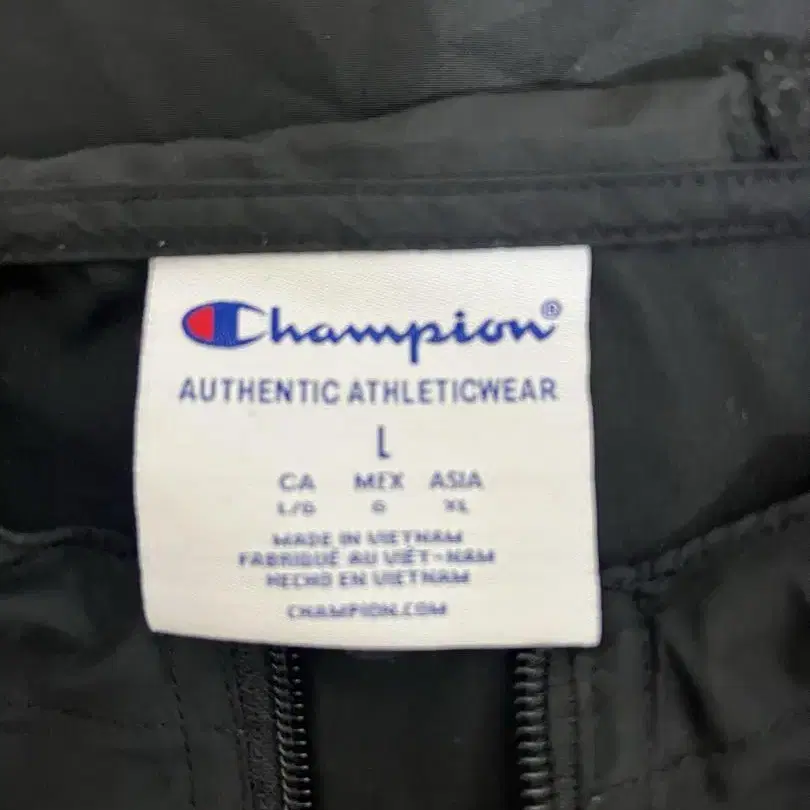 Champion®
AUTHENTIC ATHLETICWEAR
L
CA MEX ASIA
L/G G XL
MADE IN VIETNAM
FABRIQUÉ AU VIÊT-NAM
HECHO EN VIETNAM
CHAMPION.COM